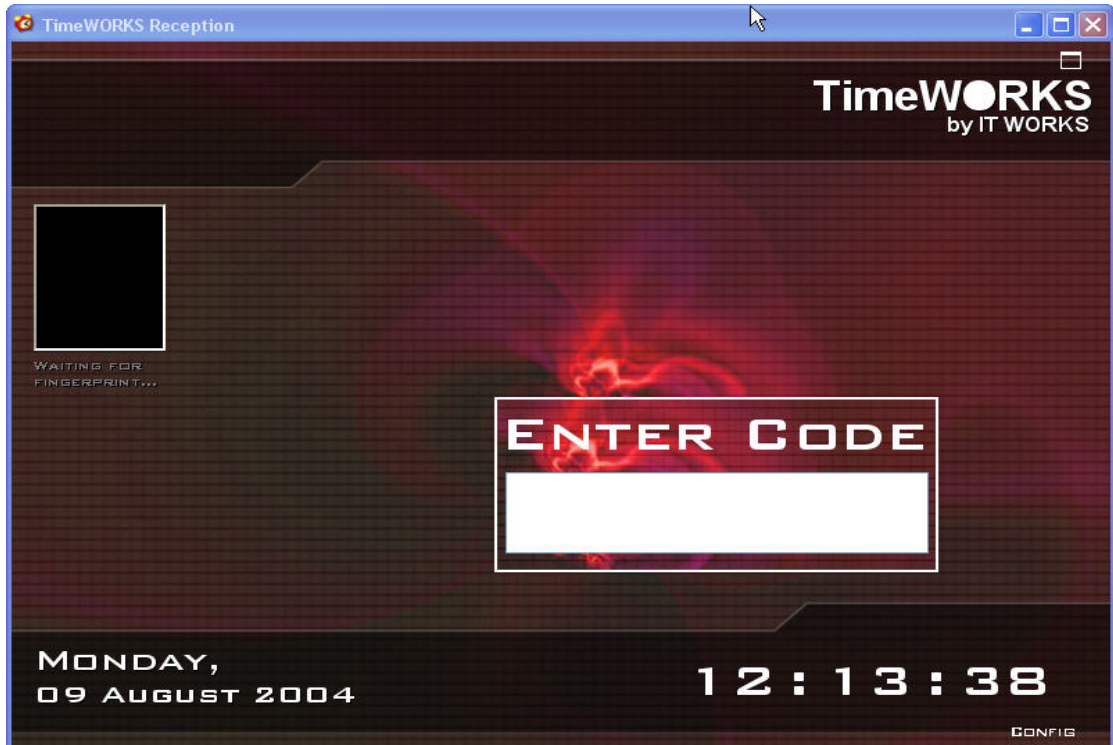 TimeWORKS Reception
TimeWORKS
by IT WORKS
WAITING FOR
FINGERPRINT...
ENTER CODE
MONDAY,
09 AUGUST 2004
12:13:38
CONFIG